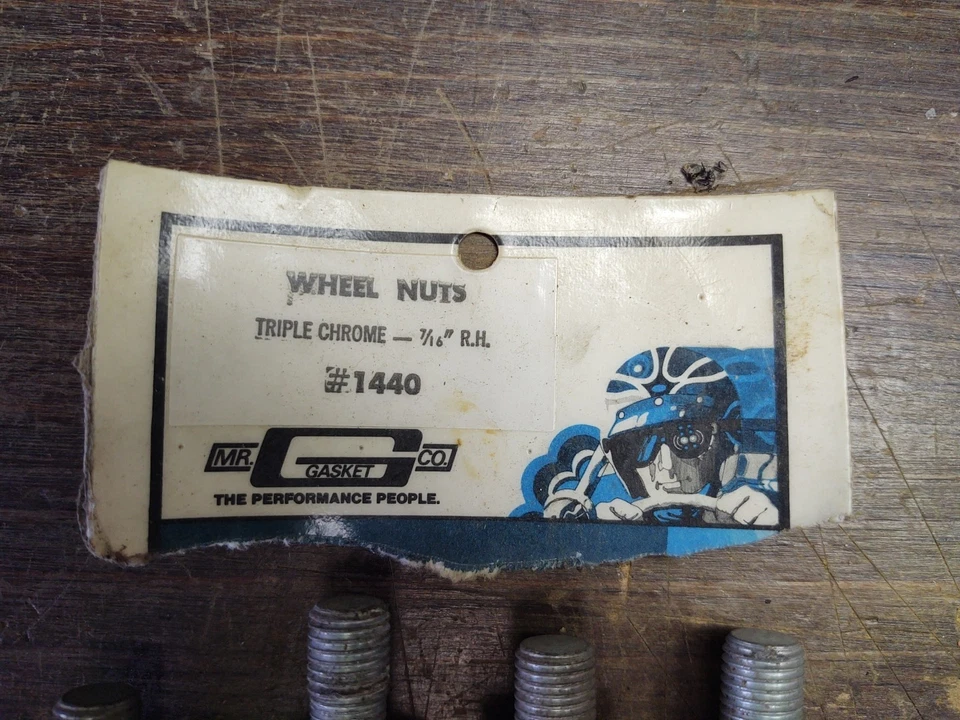 WHEEL NUTS
TRIPLE CHROME — 7/16" R.H.
#1440
MR. GASKET CO.
THE PERFORMANCE PEOPLE.